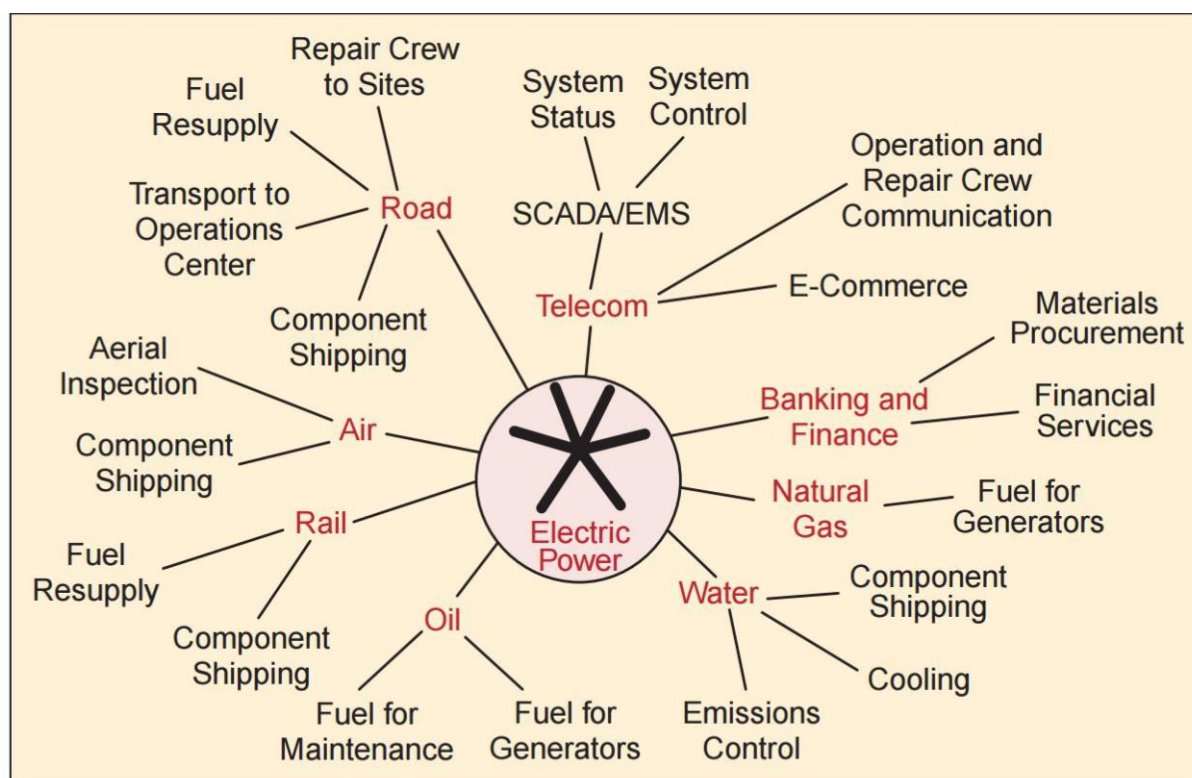 Repair Crew
to Sites
Fuel
Resupply
Transport to
Operations
Center
Road
Component
Shipping
System
Status
System
Control
SCADA/EMS
Operation and
Repair Crew
Communication
Telecom
E-Commerce
Materials
Procurement
Banking and
Finance
Financial
Services
Aerial
Inspection
Air
Component
Shipping
Natural
Gas
Fuel for
Generators
Electric
Power
Rail
Fuel
Resupply
Component
Shipping
Oil
Fuel for
Maintenance
Fuel for
Generators
Water
Component
Shipping
Cooling
Emissions
Control